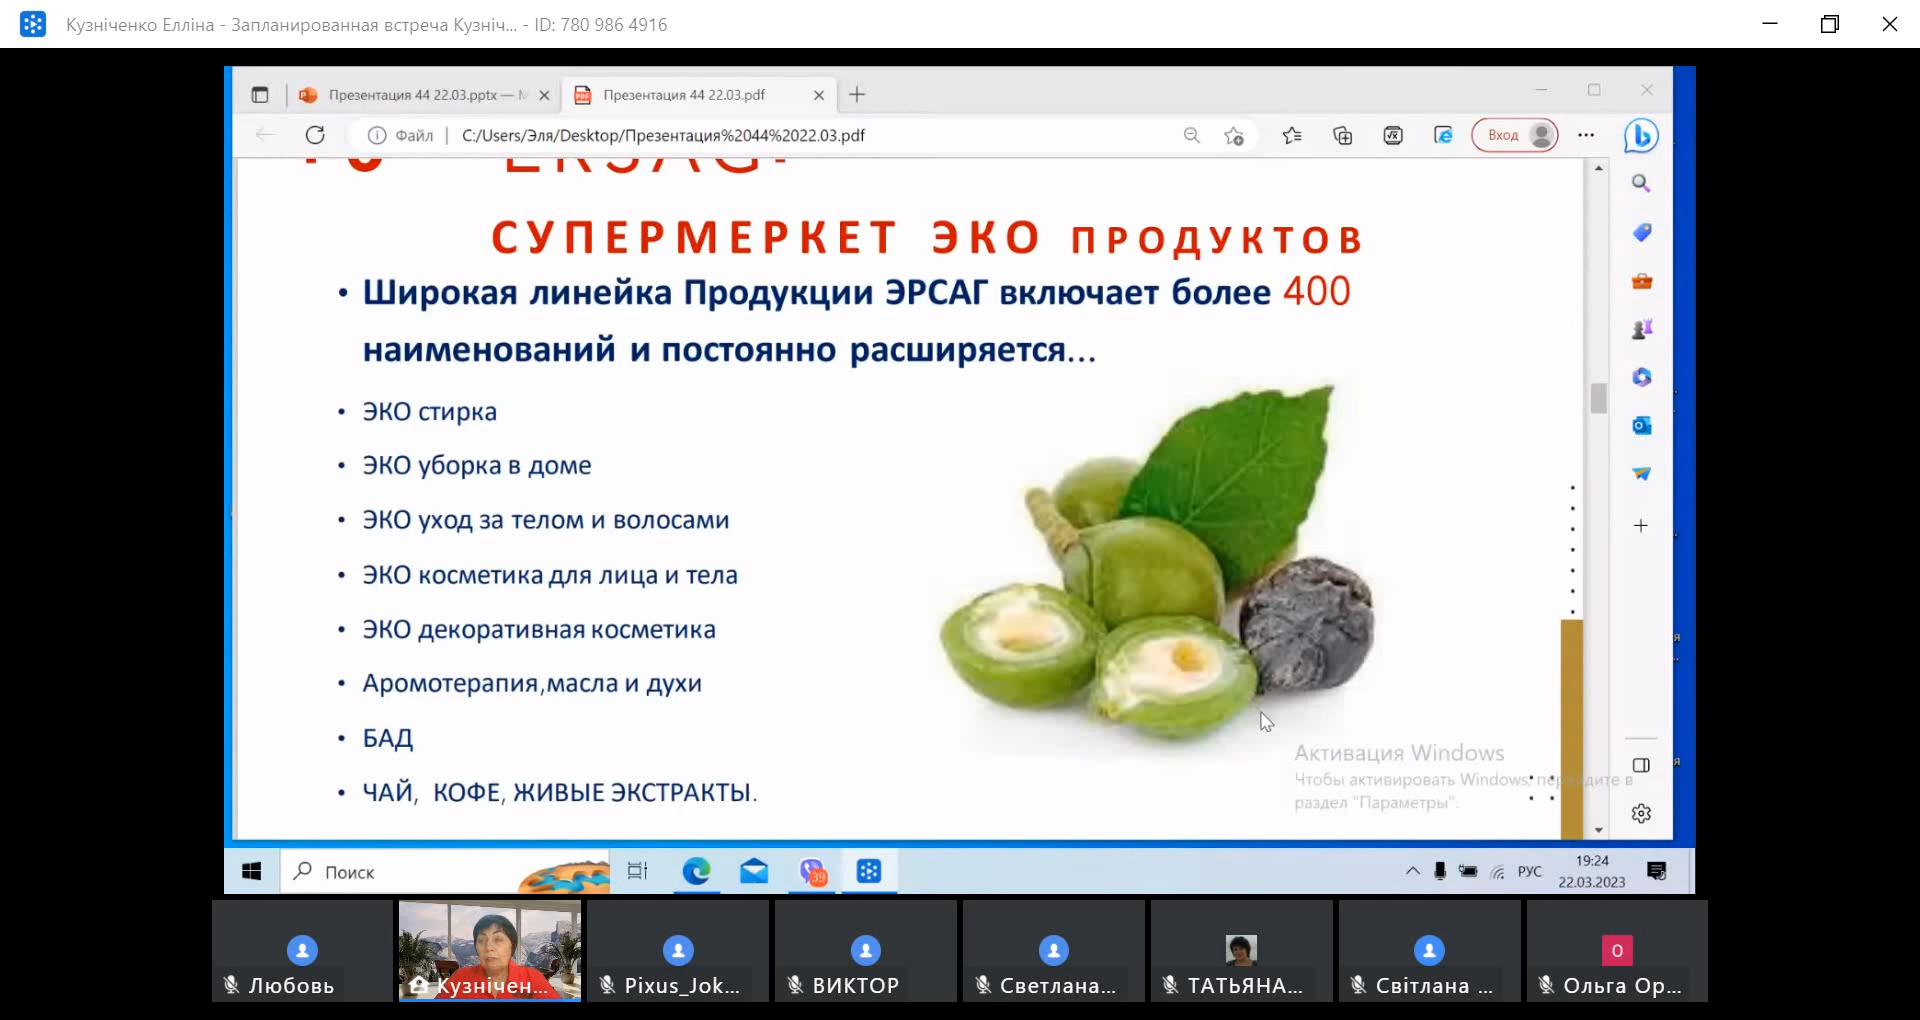 Кузніченко Елліна - Запланированная встреча Кузніч... - ID: 780 986 4916
Презентация 44 22.03.pptx — M
Презентация 44 22.03.pdf
Файл
C:/Users/Эля/Desktop/Презентация%2044%2022.03.pdf
Вход
СУПЕРМЕРКЕТ ЭКО ПРОДУКТОВ
• Широкая линейка Продукции ЭРСАГ включает более 400
наименований и постоянно расширяется...
• ЭКО стирка
• ЭКО уборка в доме
• ЭКО уход за телом и волосами
• ЭКО косметика для лица и тела
• ЭКО декоративная косметика
• Аромотерапия,масла и духи
• БАД
• ЧАЙ, КОФЕ, ЖИВЫЕ ЭКСТРАКТЫ.
Активация Windows
Чтобы активировать Windows, перейдите в
раздел "Параметры".
Поиск
39
РУС
19:24
22.03.2023
Любовь
Кузнічен...
Pixus_Jok...
ВИКТОР
Светлана...
ТАТЬЯНА...
Світлана ...
О
Ольга Ор...